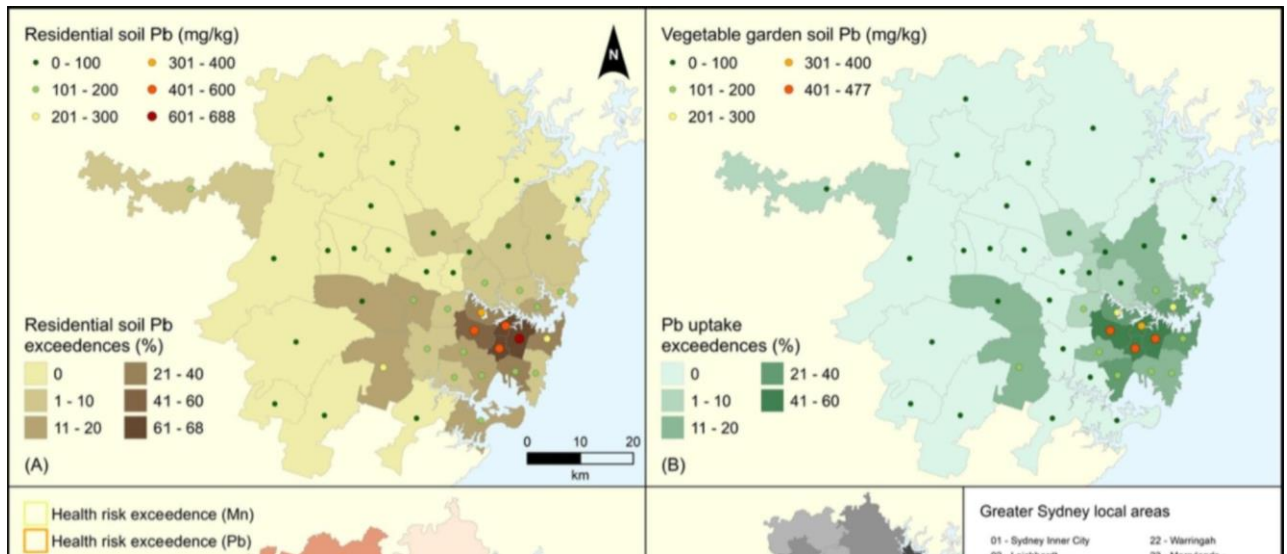 Residential soil Pb (mg/kg)
0 - 100
301 - 400
101 - 200
401 - 600
201 - 300
601 - 688
N
Residential soil Pb
exceedences (%)
0
21 - 40
1 - 10
41 - 60
11 - 20
61 - 68
(A)
0
10
20
km
Vegetable garden soil Pb (mg/kg)
0 - 100
301 - 400
101 - 200
401 - 477
201 - 300
Pb uptake
exceedences (%)
0
21 - 40
1 - 10
41 - 60
11 - 20
(B)
Health risk exceedence (Mn)
Health risk exceedence (Pb)
Greater Sydney local areas
01 - Sydney Inner City
22 - Warringah